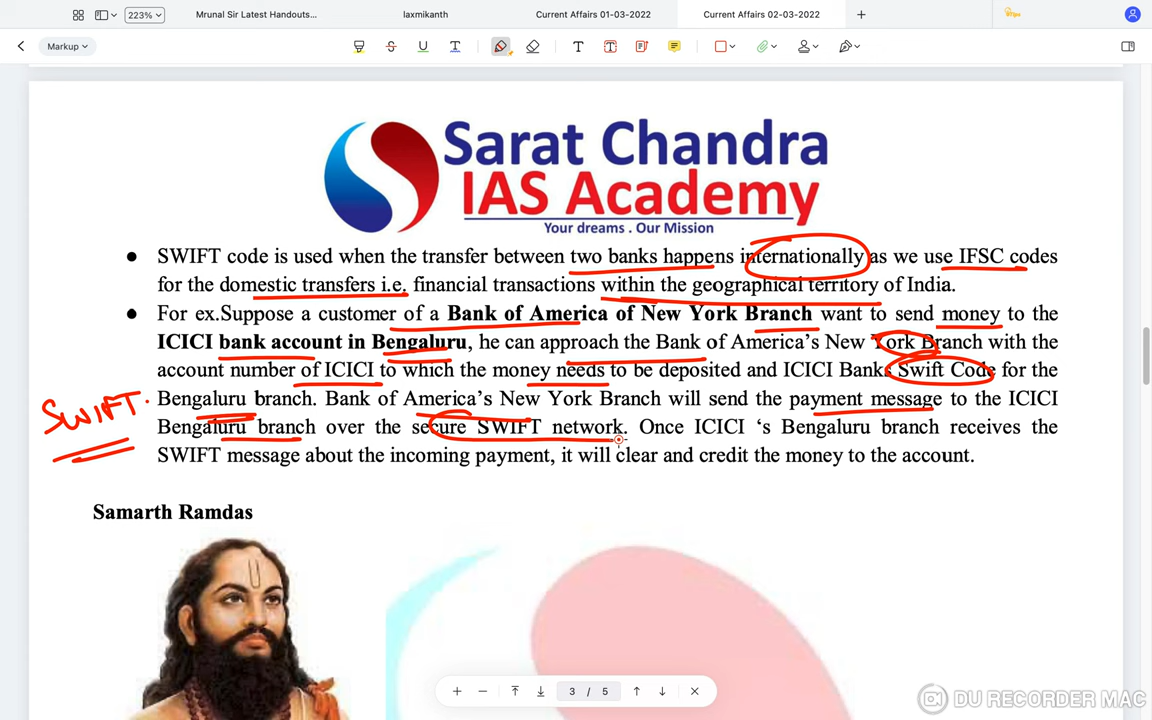 223%
Mrunal Sir Latest Handouts...
laxmikanth
Current Affairs 01-03-2022
Current Affairs 02-03-2022
Markup
Sarat Chandra
IAS Academy
Your dreams . Our Mission
● SWIFT code is used when the transfer between two banks happens internationally as we use IFSC codes
for the domestic transfers i.e. financial transactions within the geographical territory of India.
● For ex.Suppose a customer of a Bank of America of New York Branch want to send money to the
ICICI bank account in Bengaluru, he can approach the Bank of America's New York Branch with the
account number of ICICI to which the money needs to be deposited and ICICI Banks Swift Code for the
Bengaluru branch. Bank of America's New York Branch will send the payment message to the ICICI
Bengaluru branch over the secure SWIFT network. Once ICICI 's Bengaluru branch receives the
SWIFT message about the incoming payment, it will clear and credit the money to the account.
SWIFT.
Samarth Ramdas
3 / 5
DU RECORDER MAC